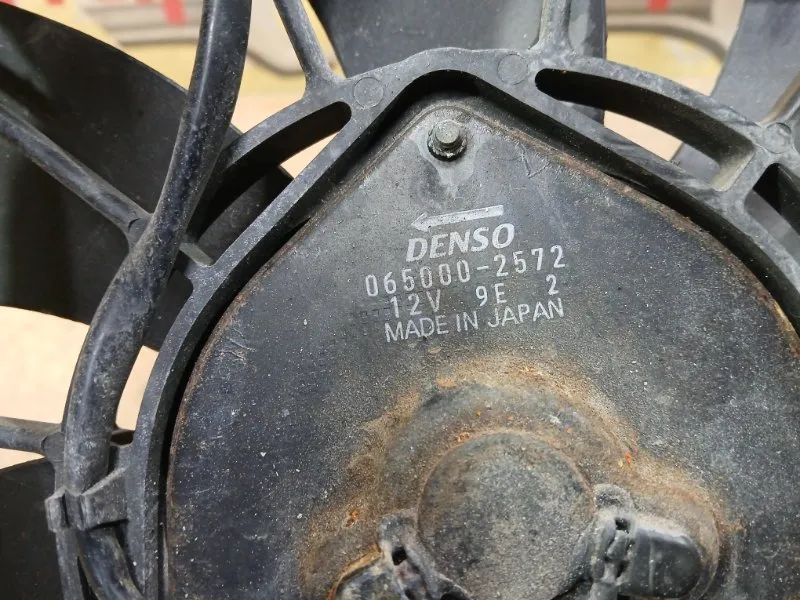 DENSO
065000-2572
12V 9E 2
MADE IN JAPAN